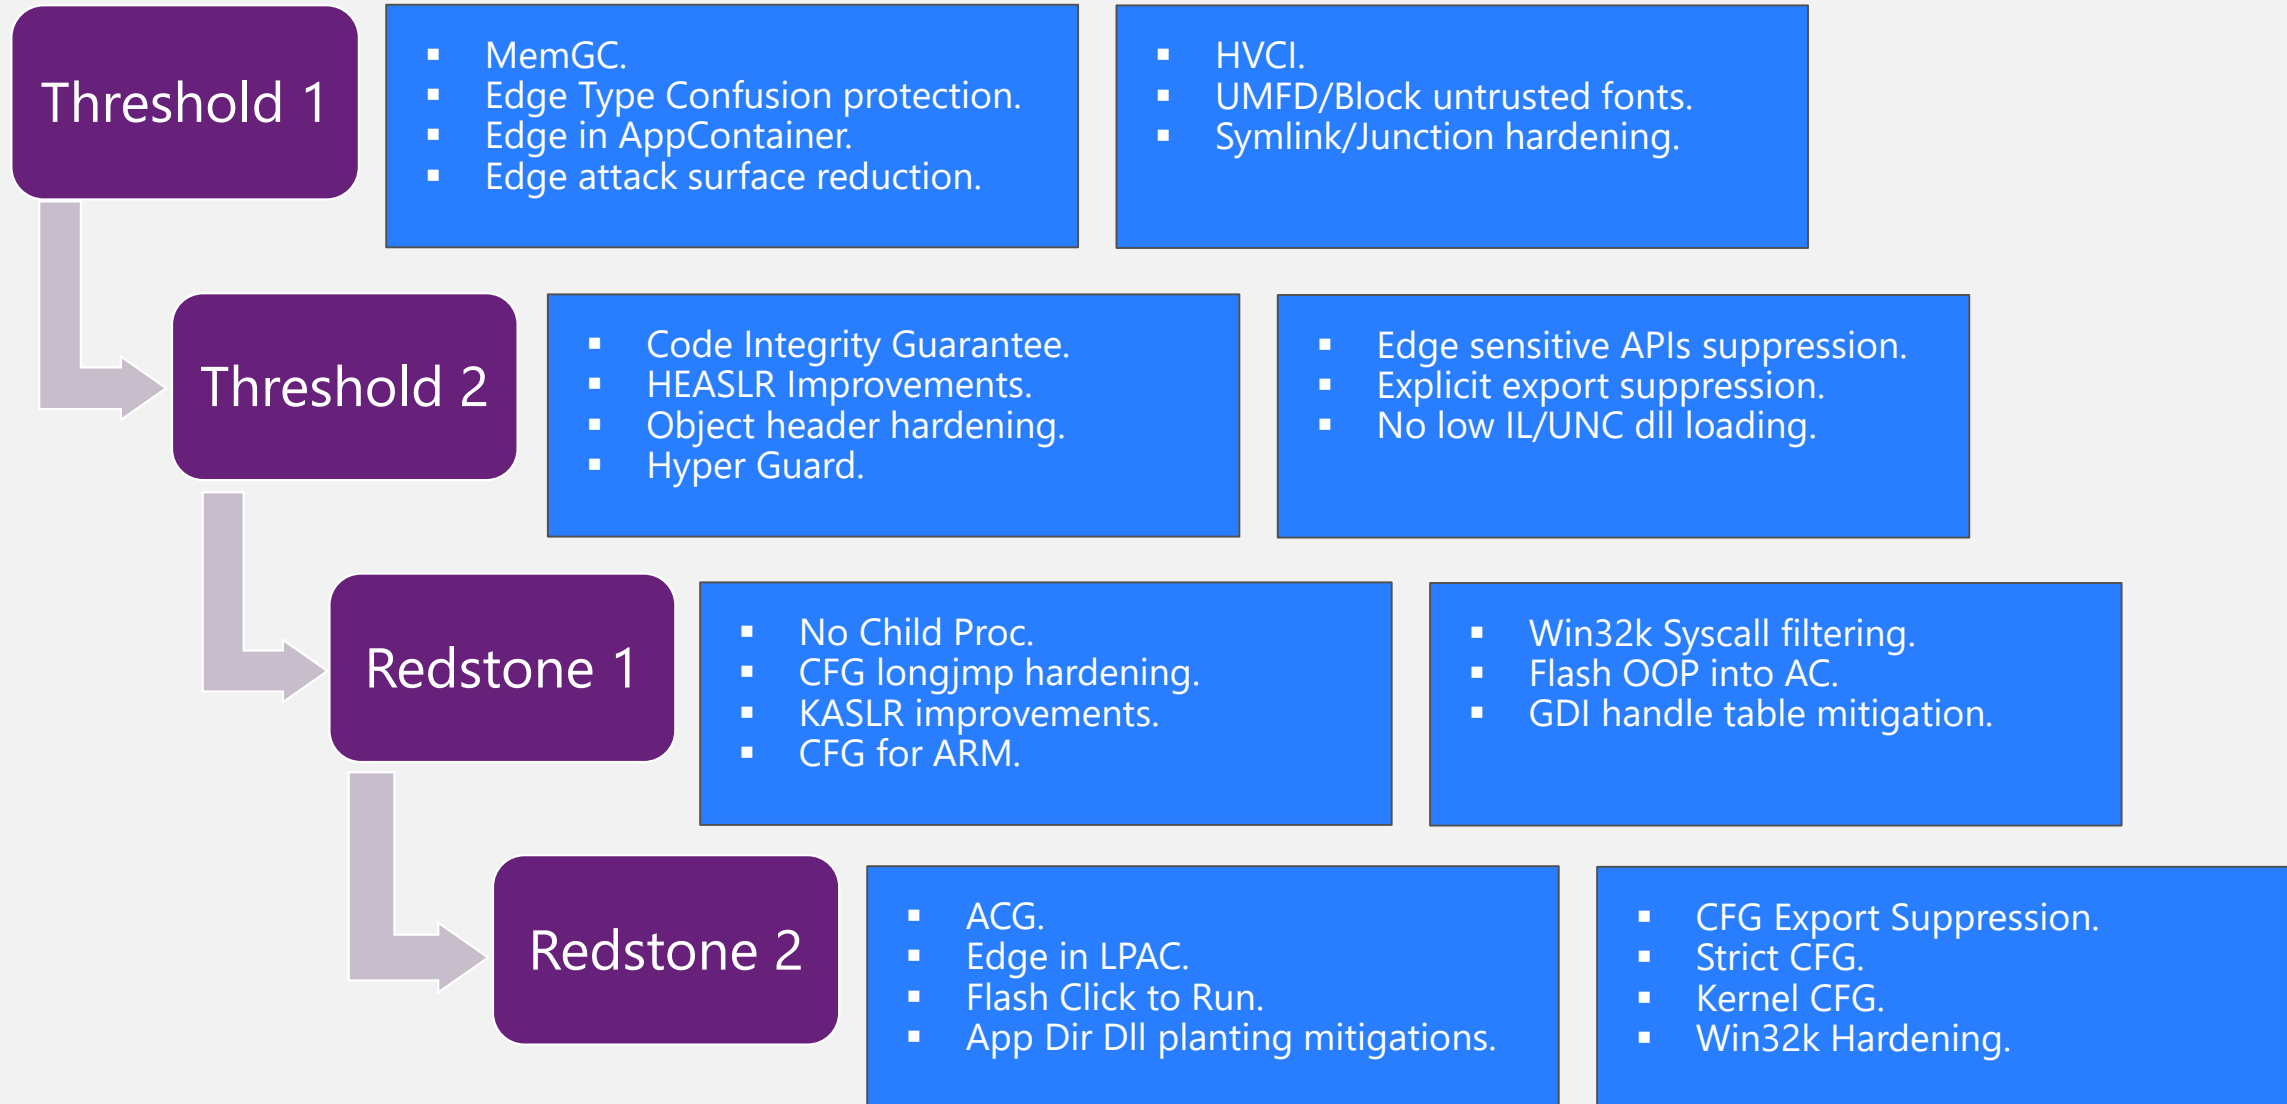 Threshold 1
▪ MemGC.
▪ Edge Type Confusion protection.
▪ Edge in AppContainer.
▪ Edge attack surface reduction.
▪ HVCI.
▪ UMFD/Block untrusted fonts.
▪ Symlink/Junction hardening.
Threshold 2
▪ Code Integrity Guarantee.
▪ HEASLR Improvements.
▪ Object header hardening.
▪ Hyper Guard.
▪ Edge sensitive APIs suppression.
▪ Explicit export suppression.
▪ No low IL/UNC dll loading.
Redstone 1
▪ No Child Proc.
▪ CFG longjmp hardening.
▪ KASLR improvements.
▪ CFG for ARM.
▪ Win32k Syscall filtering.
▪ Flash OOP into AC.
▪ GDI handle table mitigation.
Redstone 2
▪ ACG.
▪ Edge in LPAC.
▪ Flash Click to Run.
▪ App Dir Dll planting mitigations.
▪ CFG Export Suppression.
▪ Strict CFG.
▪ Kernel CFG.
▪ Win32k Hardening.